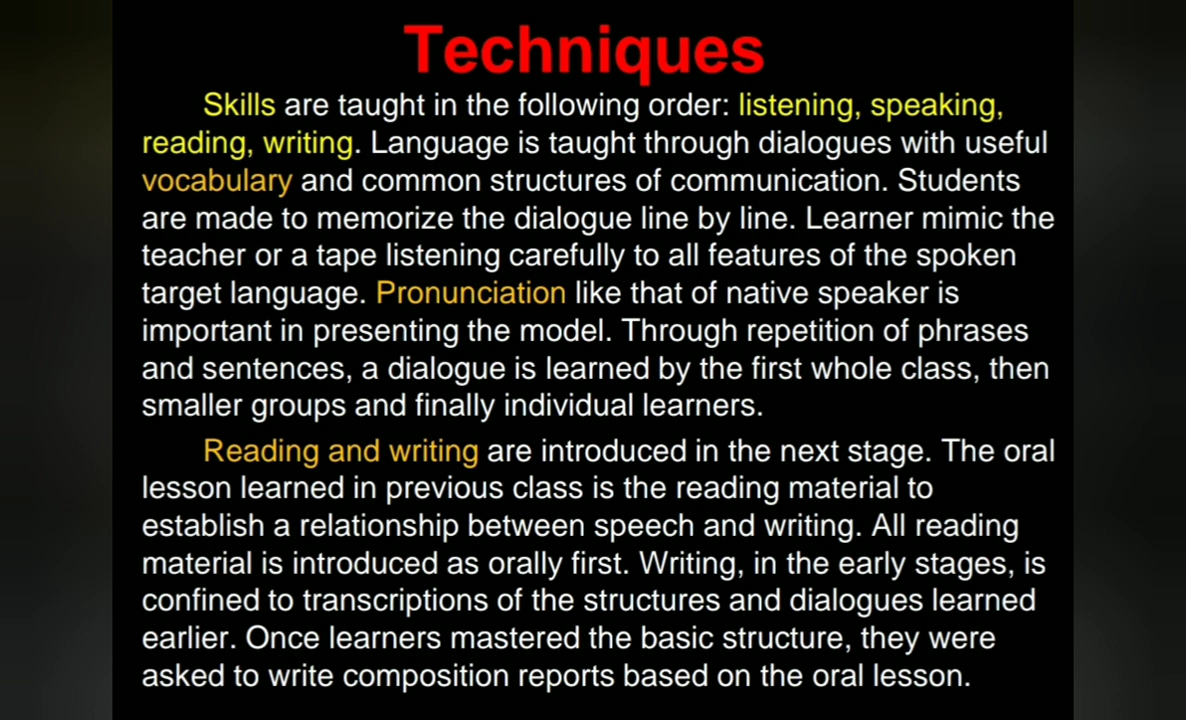 Techniques
Skills are taught in the following order: listening, speaking,
reading, writing. Language is taught through dialogues with useful
vocabulary and common structures of communication. Students
are made to memorize the dialogue line by line. Learner mimic the
teacher or a tape listening carefully to all features of the spoken
target language. Pronunciation like that of native speaker is
important in presenting the model. Through repetition of phrases
and sentences, a dialogue is learned by the first whole class, then
smaller groups and finally individual learners.
Reading and writing are introduced in the next stage. The oral
lesson learned in previous class is the reading material to
establish a relationship between speech and writing. All reading
material is introduced as orally first. Writing, in the early stages, is
confined to transcriptions of the structures and dialogues learned
earlier. Once learners mastered the basic structure, they were
asked to write composition reports based on the oral lesson.